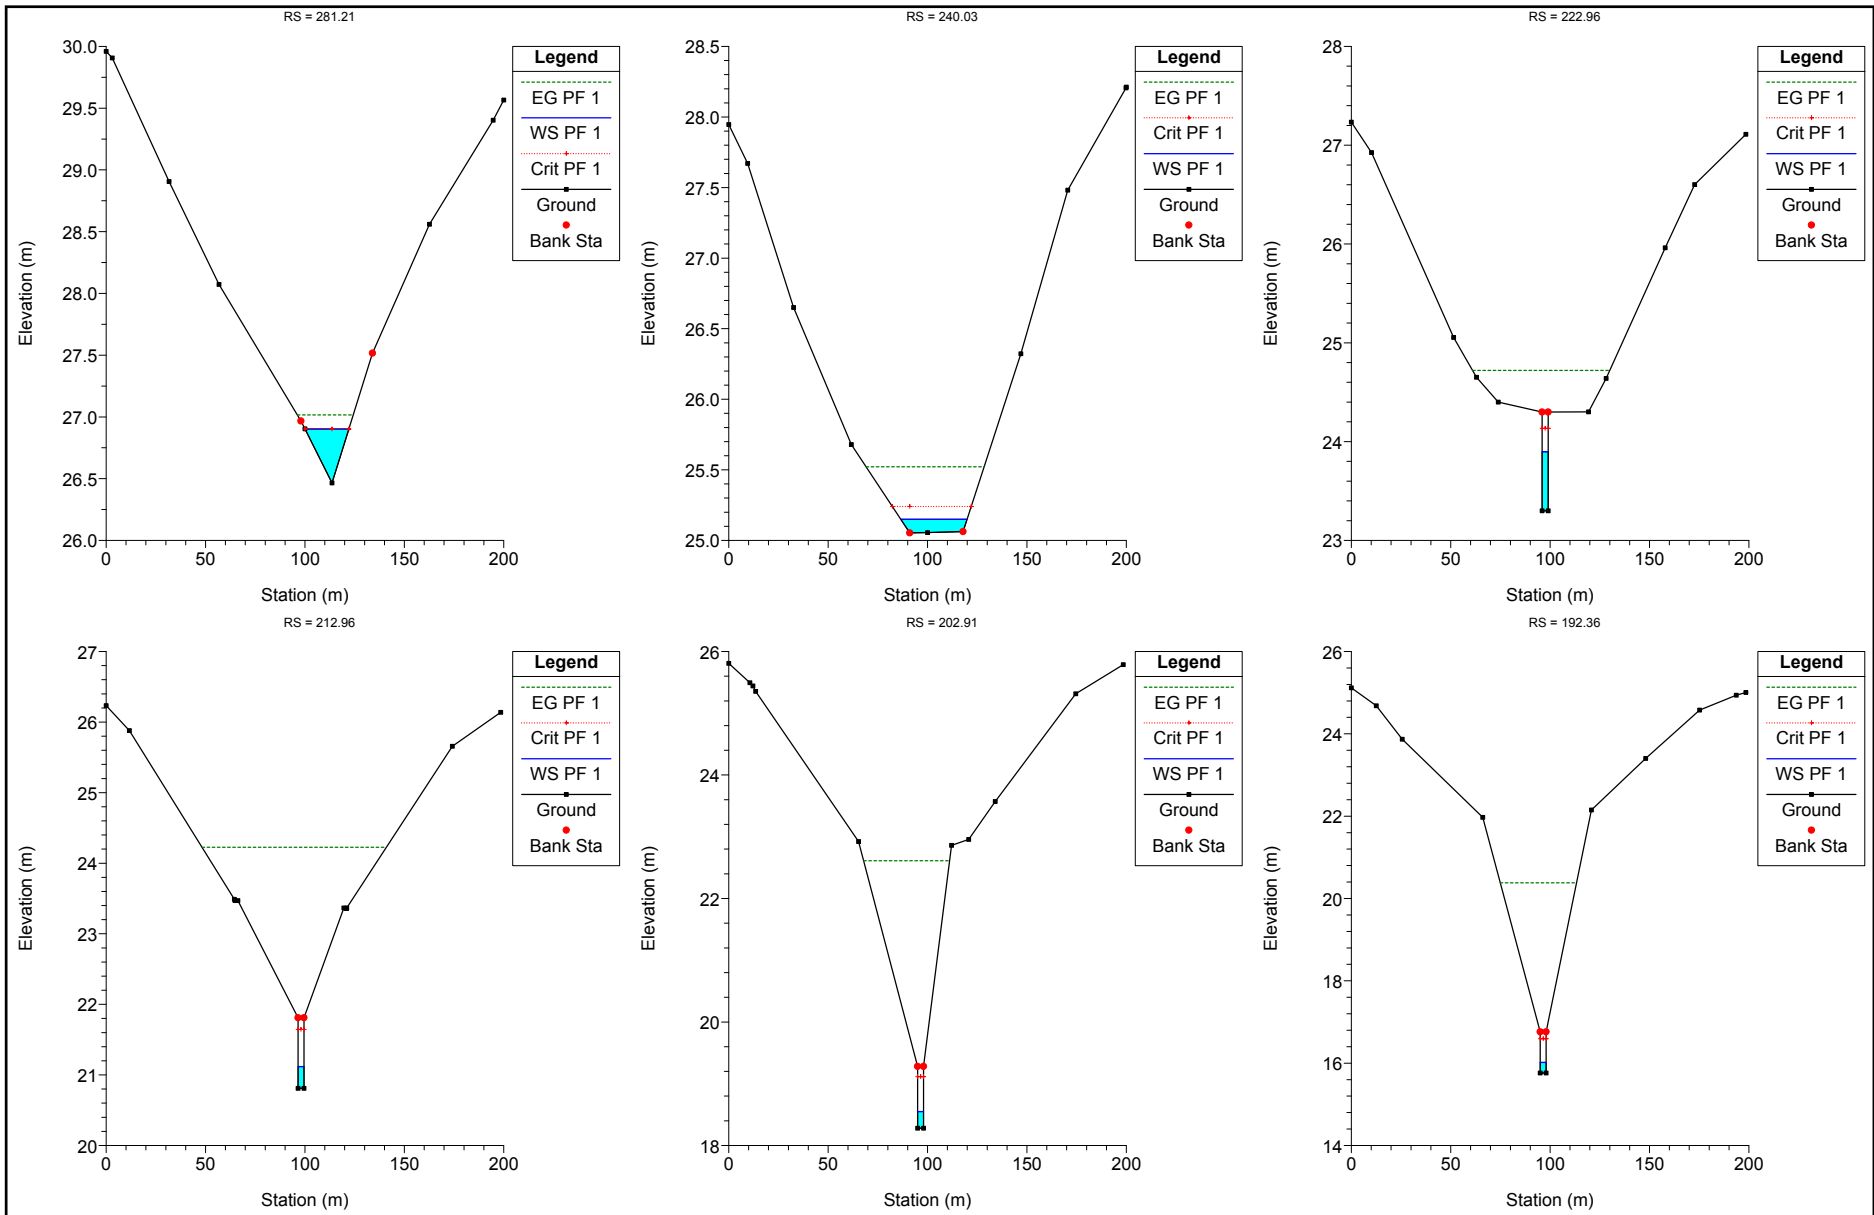 RS = 281.21
Elevation (m)
30.0
29.5
29.0
28.5
28.0
27.5
27.0
26.5
26.0
0 50 100 150 200
Station (m)
Legend
EG PF 1
WS PF 1
Crit PF 1
Ground
Bank Sta
RS = 240.03
Elevation (m)
28.5
28.0
27.5
27.0
26.5
26.0
25.5
25.0
0 50 100 150 200
Station (m)
Legend
EG PF 1
Crit PF 1
WS PF 1
Ground
Bank Sta
RS = 222.96
Elevation (m)
28
27
26
25
24
23
0 50 100 150 200
Station (m)
Legend
EG PF 1
Crit PF 1
WS PF 1
Ground
Bank Sta
RS = 212.96
Elevation (m)
27
26
25
24
23
22
21
20
0 50 100 150 200
Station (m)
Legend
EG PF 1
Crit PF 1
WS PF 1
Ground
Bank Sta
RS = 202.91
Elevation (m)
26
24
22
20
18
0 50 100 150 200
Station (m)
Legend
EG PF 1
Crit PF 1
WS PF 1
Ground
Bank Sta
RS = 192.36
Elevation (m)
26
24
22
20
18
16
14
0 50 100 150 200
Station (m)
Legend
EG PF 1
Crit PF 1
WS PF 1
Ground
Bank Sta